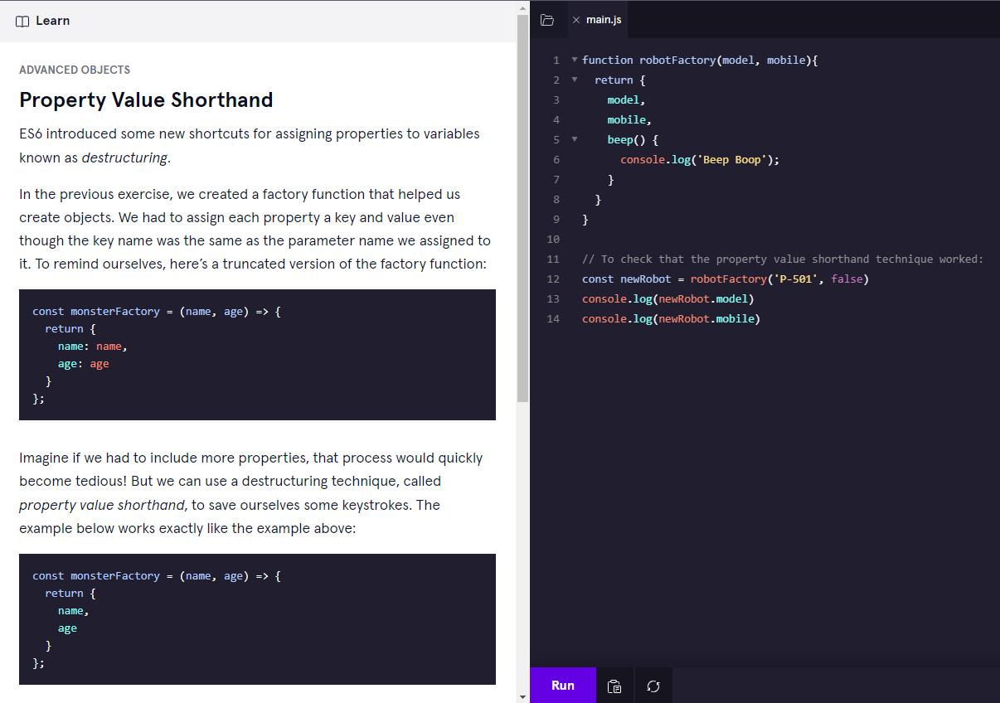 Learn
ADVANCED OBJECTS
Property Value Shorthand
ES6 introduced some new shortcuts for assigning properties to variables
known as destructuring.
In the previous exercise, we created a factory function that helped us
create objects. We had to assign each property a key and value even
though the key name was the same as the parameter name we assigned to
it. To remind ourselves, here’s a truncated version of the factory function:
const monsterFactory = (name, age) => {
  return {
    name: name,
    age: age
  }
};
Imagine if we had to include more properties, that process would quickly
become tedious! But we can use a destructuring technique, called
property value shorthand, to save ourselves some keystrokes. The
example below works exactly like the example above:
const monsterFactory = (name, age) => {
  return {
    name,
    age
  }
};
main.js
1 function robotFactory(model, mobile){
2   return {
3     model,
4     mobile,
5     beep() {
6       console.log('Beep Boop');
7     }
8   }
9 }
10
11 // To check that the property value shorthand technique worked:
12 const newRobot = robotFactory('P-501', false)
13 console.log(newRobot.model)
14 console.log(newRobot.mobile)
Run